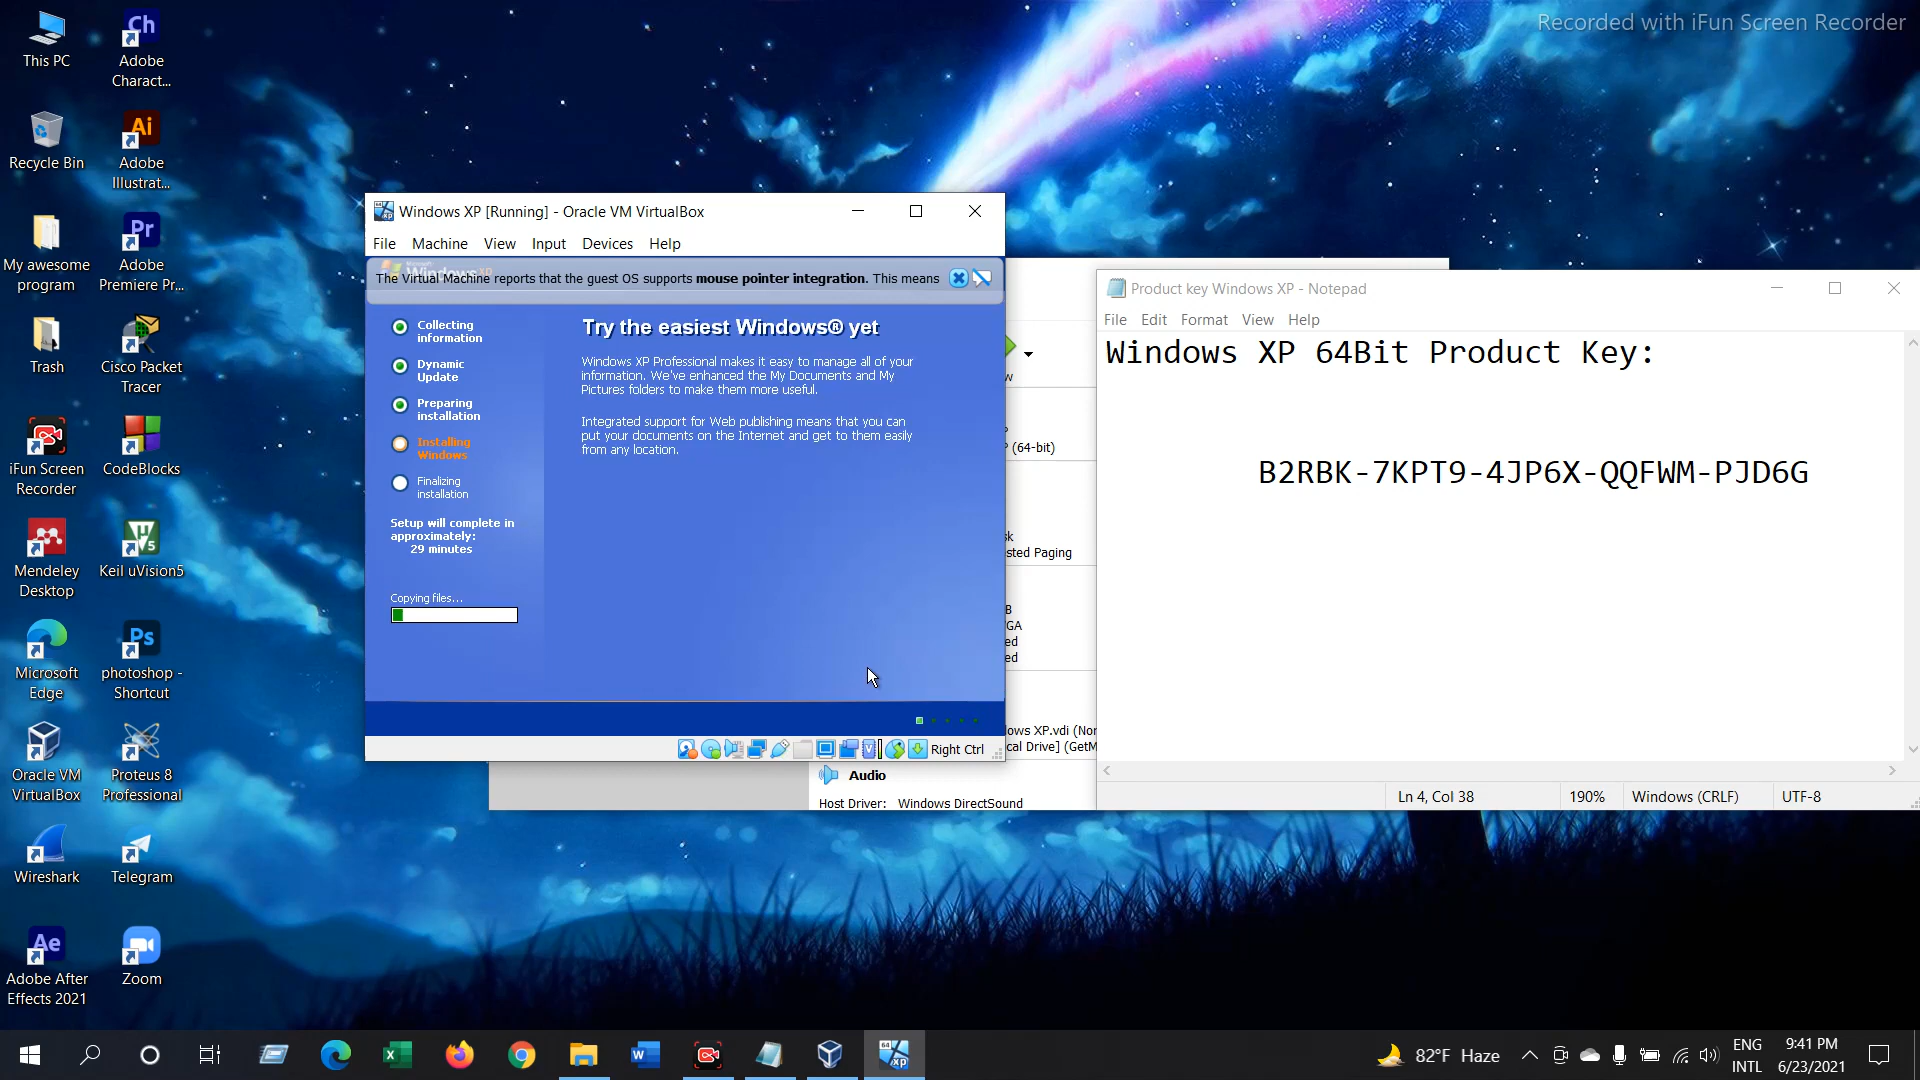 Recorded with iFun Screen Recorder
This PC
Adobe
Charact...
Recycle Bin
Adobe
Illustrat...
My awesome
program
Adobe
Premiere Pr...
Trash
Cisco Packet
Tracer
iFun Screen
Recorder
CodeBlocks
Mendeley
Desktop
Keil uVision5
Microsoft
Edge
photoshop -
Shortcut
Oracle VM
VirtualBox
Proteus 8
Professional
Wireshark
Telegram
Adobe After
Effects 2021
Zoom
Windows XP [Running] - Oracle VM VirtualBox
File Machine View Input Devices Help
The Virtual Machine reports that the guest OS supports mouse pointer integration. This means
Collecting
information
Dynamic
Update
Preparing
installation
Installing
Windows
Finalizing
installation
Setup will complete in
approximately:
29 minutes
Copying files...
Try the easiest Windows® yet
Windows XP Professional makes it easy to manage all of your
information. We've enhanced the My Documents and My
Pictures folders to make them more useful.
Integrated support for Web publishing means that you can
put your documents on the Internet and get to them easily
from any location.
Right Ctrl
(64-bit)
sted Paging
ows XP.vdi (Nor
cal Drive] (GetM
Audio
Host Driver: Windows DirectSound
Product key Windows XP - Notepad
File Edit Format View Help
Windows XP 64Bit Product Key:
B2RBK-7KPT9-4JP6X-QQFWM-PJD6G
Ln 4, Col 38
190%
Windows (CRLF)
UTF-8
82°F Haze
ENG
INTL
9:41 PM
6/23/2021